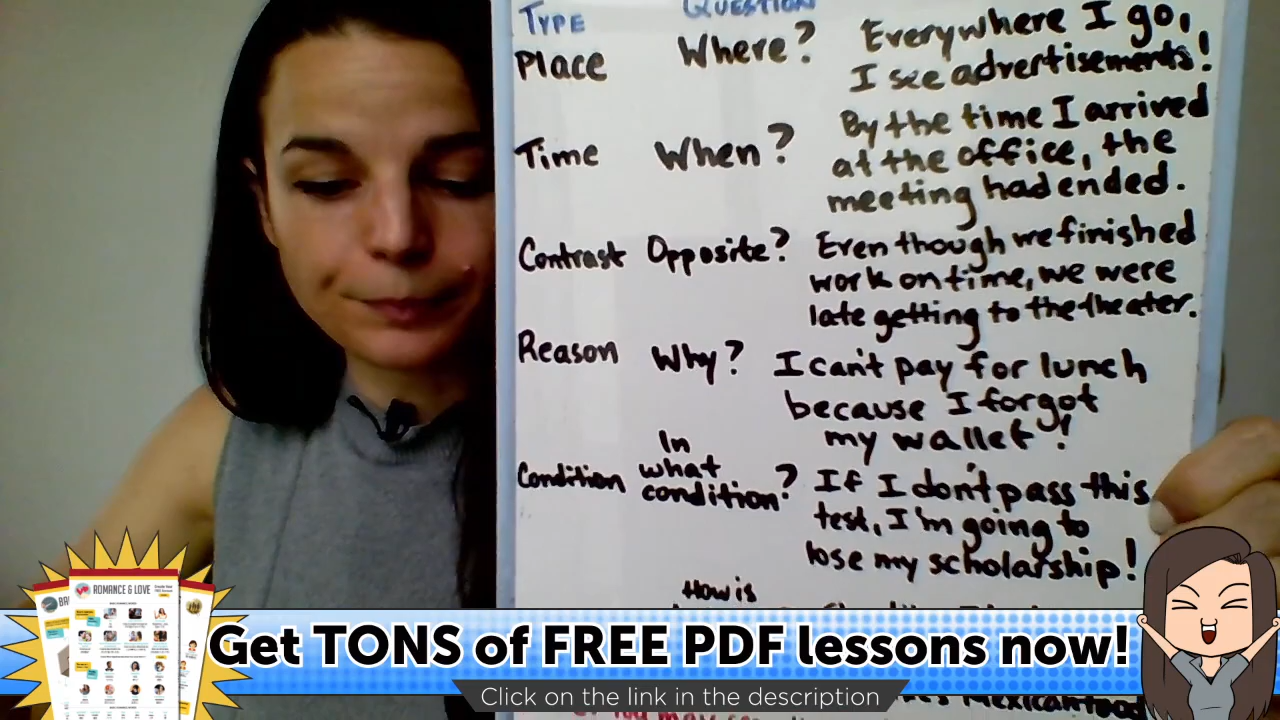 TYPE QUESTION
Place Where? Everywhere I go,
I see advertisements!
Time When? By the time I arrived
at the office, the
meeting had ended.
Contrast Opposite? Even though we finished
work on time, we were
late getting to the theater.
Reason Why? I can't pay for lunch
because I forgot
my wallet!
Condition In what condition? If I don't pass this
test, I'm going to
lose my scholarship!
How is
ROMANCE & LOVE
Get TONS of FREE PDF lessons now!
Click on the link in the description
Mexican food